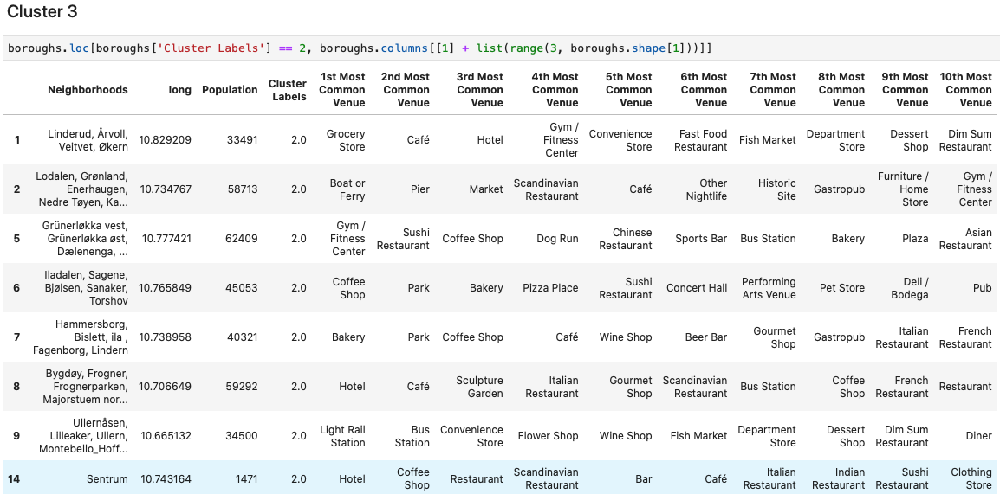 Cluster 3
boroughs.loc[boroughs['Cluster Labels'] == 2, boroughs.columns[[1] + list(range(3, boroughs.shape[1]))]]
Neighborhoods long Population Cluster Labels 1st Most Common Venue 2nd Most Common Venue 3rd Most Common Venue 4th Most Common Venue 5th Most Common Venue 6th Most Common Venue 7th Most Common Venue 8th Most Common Venue 9th Most Common Venue 10th Most Common Venue
1 Linderud, Årvoll, Veitvet, Økern 10.829209 33491 2.0 Grocery Store Café Hotel Gym / Fitness Center Convenience Store Fast Food Restaurant Fish Market Department Store Dessert Shop Dim Sum Restaurant
2 Lodalen, Grønland, Enerhaugen, Nedre Tøyen, Ka... 10.734767 58713 2.0 Boat or Ferry Pier Market Scandinavian Restaurant Café Other Nightlife Historic Site Gastropub Furniture / Home Store Gym / Fitness Center
5 Grünerløkka vest, Grünerløkka øst, Dælenenga, ... 10.777421 62409 2.0 Gym / Fitness Center Sushi Restaurant Coffee Shop Dog Run Chinese Restaurant Sports Bar Bus Station Bakery Plaza Asian Restaurant
6 Iladalen, Sagene, Bjølsen, Sanaker, Torshov 10.765849 45053 2.0 Coffee Shop Park Bakery Pizza Place Sushi Restaurant Concert Hall Performing Arts Venue Pet Store Deli / Bodega Pub
7 Hammersborg, Bislett, ila , Fagenborg, Lindern 10.738958 40321 2.0 Bakery Park Coffee Shop Café Wine Shop Beer Bar Gourmet Shop Gastropub Italian Restaurant French Restaurant
8 Bygdøy, Frogner, Frognerparken, Majorstuem nor... 10.706649 59292 2.0 Hotel Café Sculpture Garden Italian Restaurant Gourmet Shop Scandinavian Restaurant Bus Station Coffee Shop French Restaurant Restaurant
9 Ullernåsen, Lilleaker, Ullern, Montebello_Hoff... 10.665132 34500 2.0 Light Rail Station Bus Station Convenience Store Flower Shop Wine Shop Fish Market Department Store Dessert Shop Dim Sum Restaurant Diner
14 Sentrum 10.743164 1471 2.0 Hotel Coffee Shop Restaurant Scandinavian Restaurant Bar Café Italian Restaurant Indian Restaurant Sushi Restaurant Clothing Store